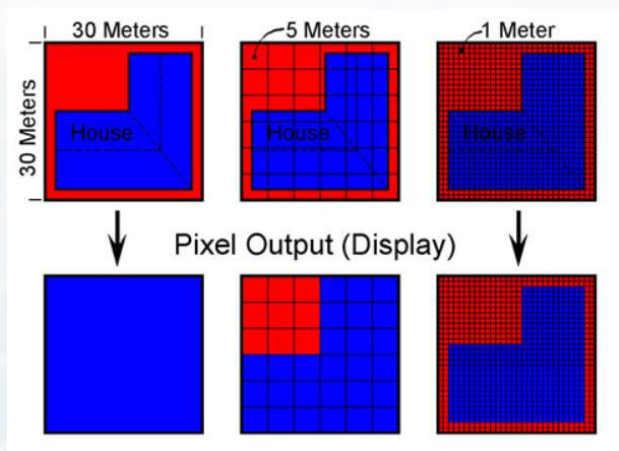 30 Meters
5 Meters
1 Meter
30 Meters
House
House
House
Pixel Output (Display)